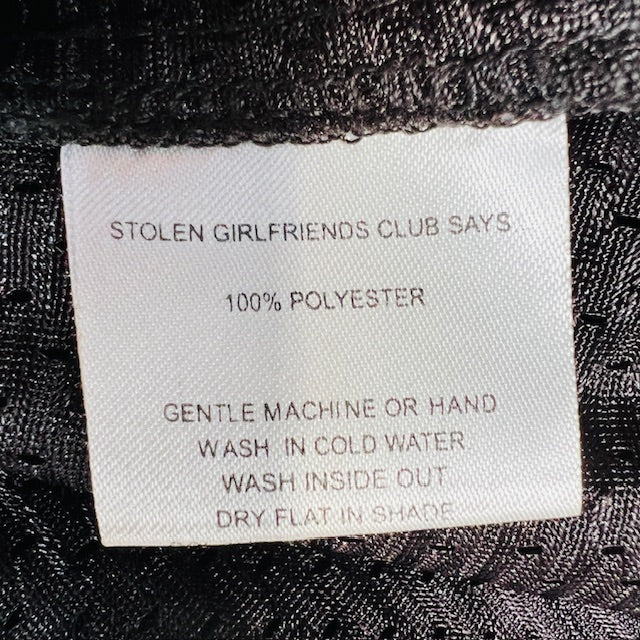 STOLEN GIRLFRIENDS CLUB SAYS
100% POLYESTER
GENTLE MACHINE OR HAND
WASH IN COLD WATER
WASH INSIDE OUT
DRY FLAT IN SHADE